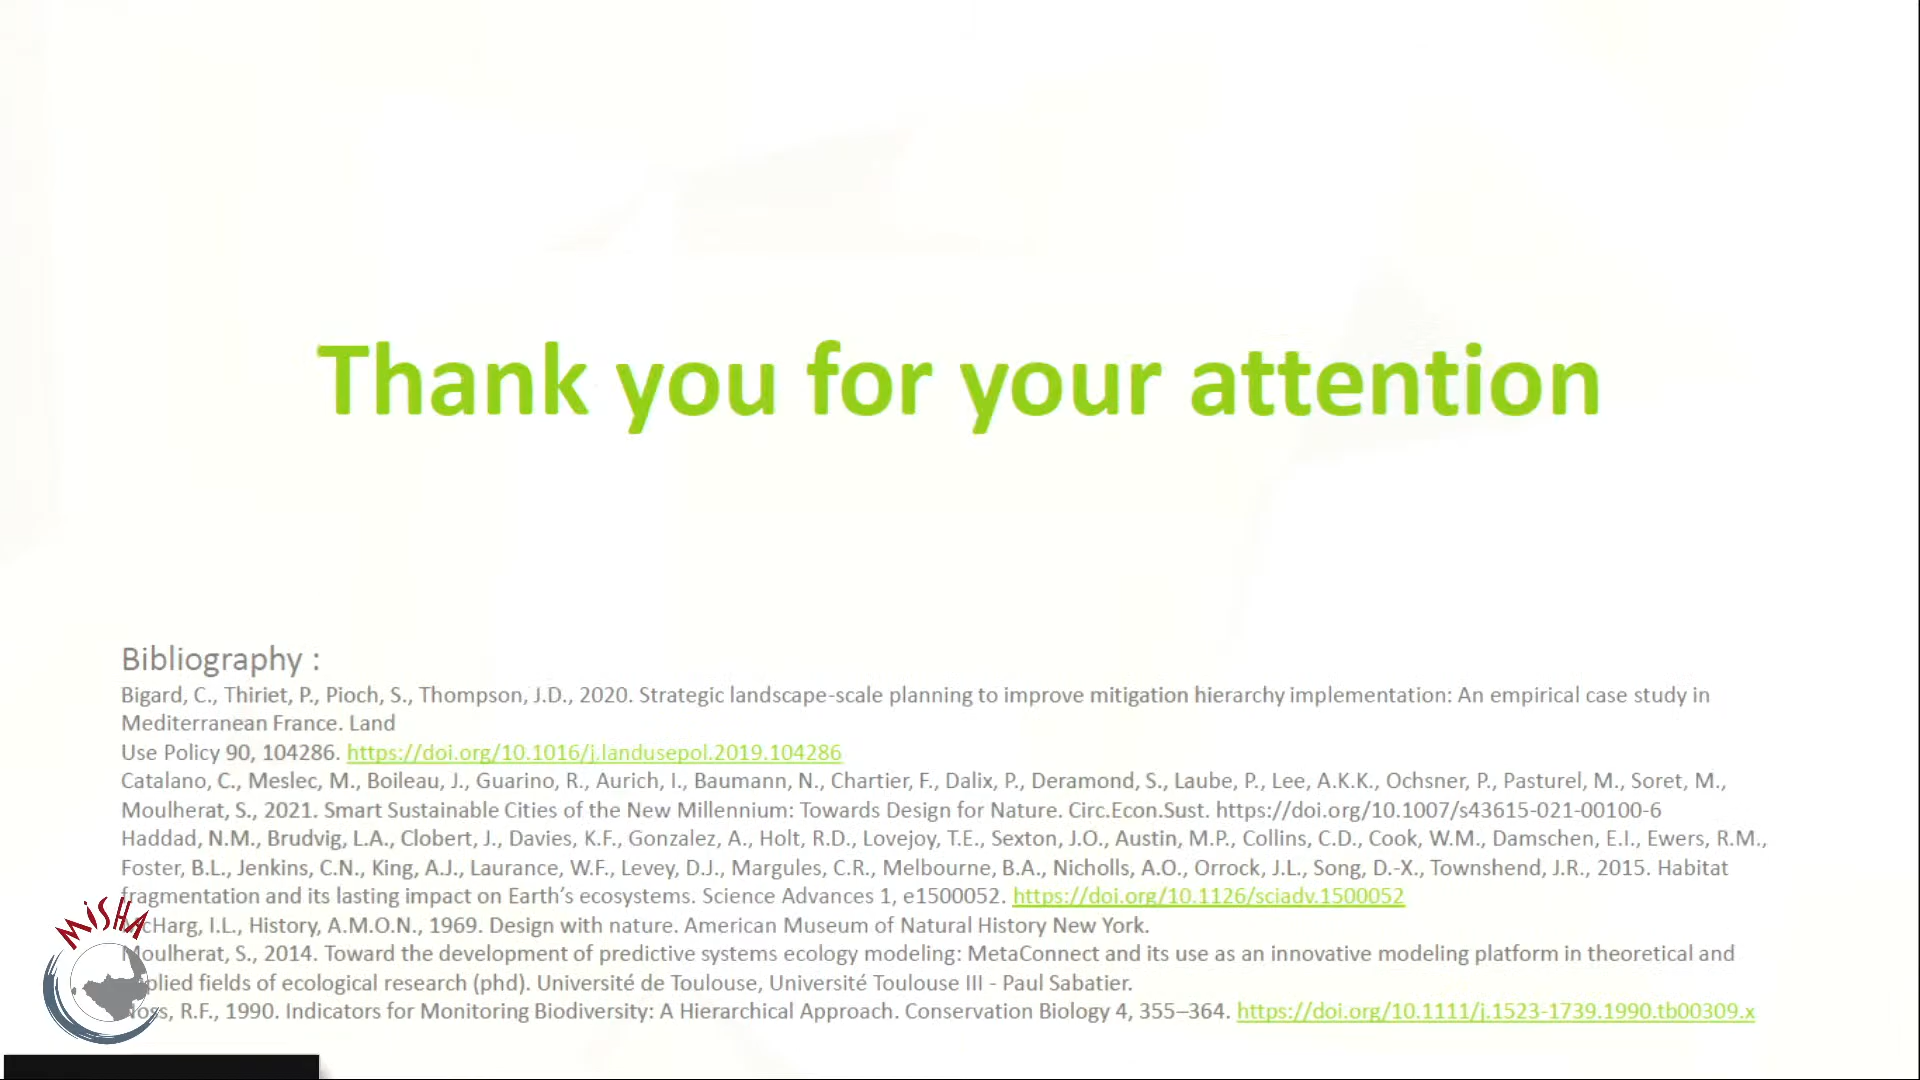 Thank you for your attention
Bibliography :
Bigard, C., Thiriet, P., Pioch, S., Thompson, J.D., 2020. Strategic landscape-scale planning to improve mitigation hierarchy implementation: An empirical case study in
Mediterranean France. Land
Use Policy 90, 104286. https://doi.org/10.1016/j.landusepol.2019.104286
Catalano, C., Meslec, M., Boileau, J., Guarino, R., Aurich, I., Baumann, N., Chartier, F., Dalix, P., Deramond, S., Laube, P., Lee, A.K.K., Ochsner, P., Pasturel, M., Soret, M.,
Moulherat, S., 2021. Smart Sustainable Cities of the New Millennium: Towards Design for Nature. Circ.Econ.Sust. https://doi.org/10.1007/s43615-021-00100-6
Haddad, N.M., Brudvig, L.A., Clobert, J., Davies, K.F., Gonzalez, A., Holt, R.D., Lovejoy, T.E., Sexton, J.O., Austin, M.P., Collins, C.D., Cook, W.M., Damschen, E.I., Ewers, R.M.,
Foster, B.L., Jenkins, C.N., King, A.J., Laurance, W.F., Levey, D.J., Margules, C.R., Melbourne, B.A., Nicholls, A.O., Orrock, J.L., Song, D.-X., Townshend, J.R., 2015. Habitat
fragmentation and its lasting impact on Earth’s ecosystems. Science Advances 1, e1500052. https://doi.org/10.1126/sciadv.1500052
McHarg, I.L., History, A.M.O.N., 1969. Design with nature. American Museum of Natural History New York.
Moulherat, S., 2014. Toward the development of predictive systems ecology modeling: MetaConnect and its use as an innovative modeling platform in theoretical and
applied fields of ecological research (phd). Université de Toulouse, Université Toulouse III - Paul Sabatier.
Noss, R.F., 1990. Indicators for Monitoring Biodiversity: A Hierarchical Approach. Conservation Biology 4, 355–364. https://doi.org/10.1111/j.1523-1739.1990.tb00309.x
MISHA